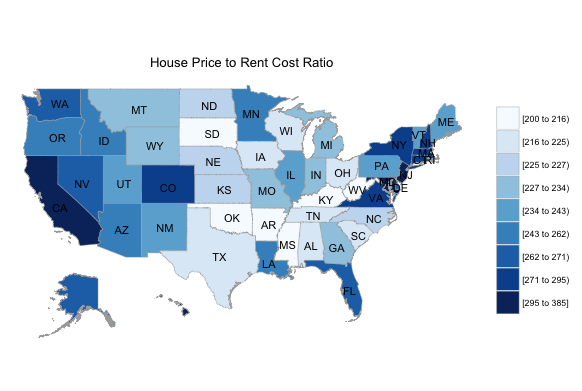 House Price to Rent Cost Ratio
WA
MT
ND
MN
ME
VT
NH
OR
ID
SD
WI
MI
NY
MA
CT
RI
WY
IA
PA
NJ
NV
UT
CO
NE
IL
IN
OH
WV
MD
DE
CA
KS
MO
KY
VA
AZ
NM
OK
AR
TN
NC
TX
LA
MS
AL
GA
SC
FL
[200 to 216)
[216 to 225)
[225 to 227)
[227 to 234)
[234 to 243)
[243 to 262)
[262 to 271)
[271 to 295)
[295 to 385]